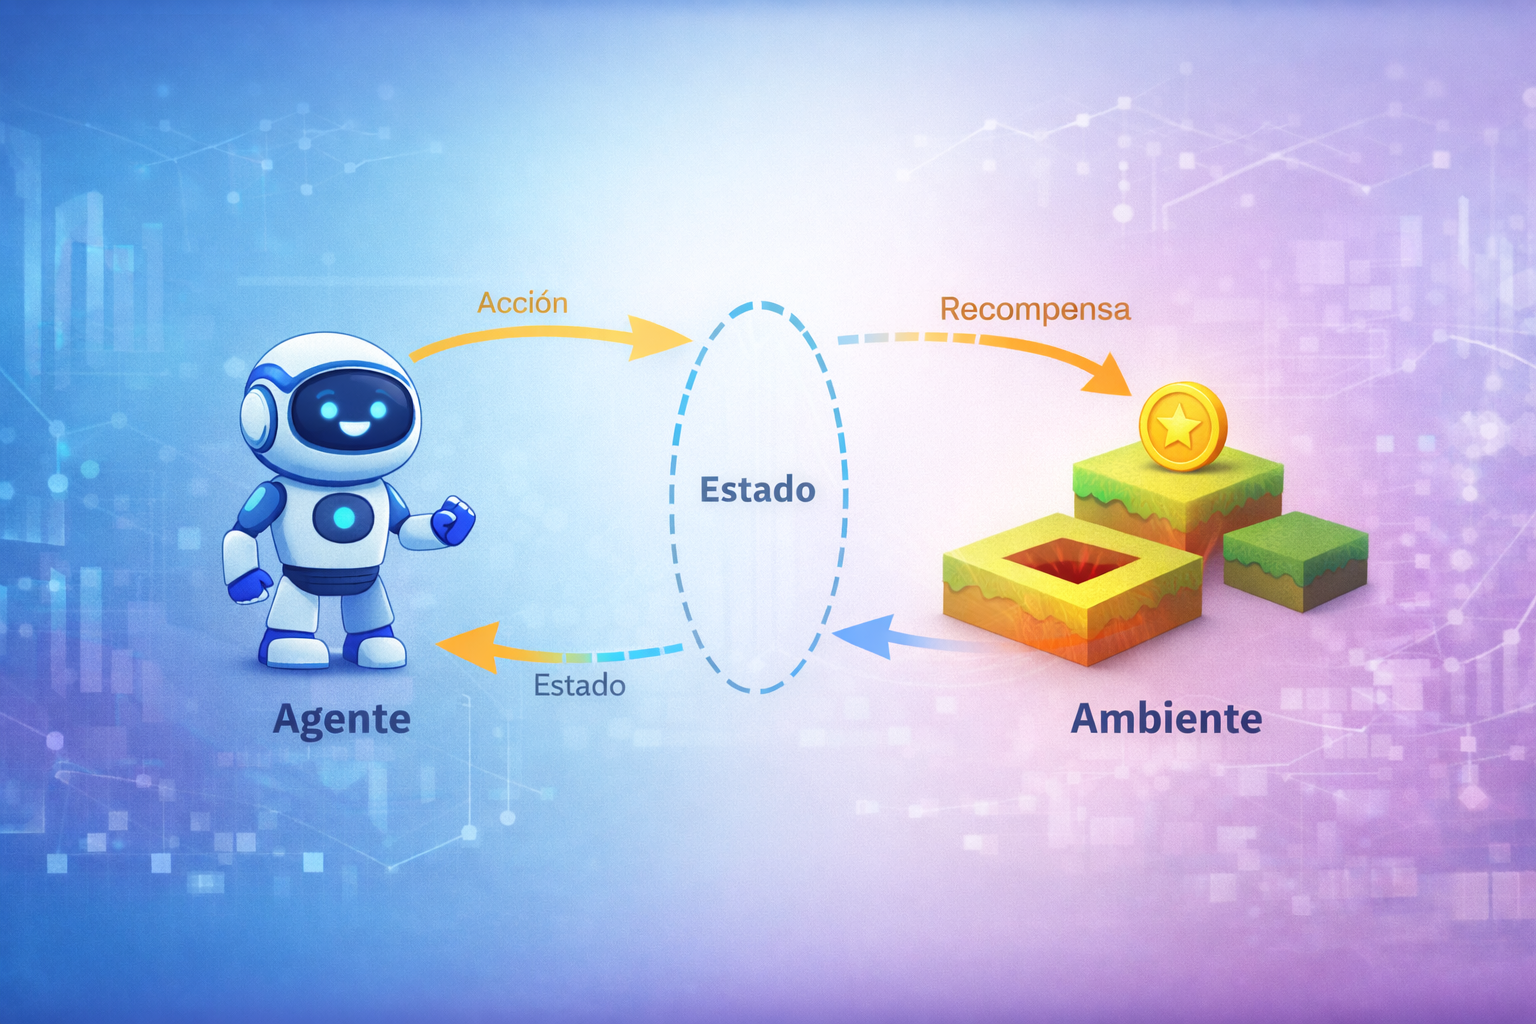 Acción
Recompensa
Estado
Estado
Agente
Ambiente